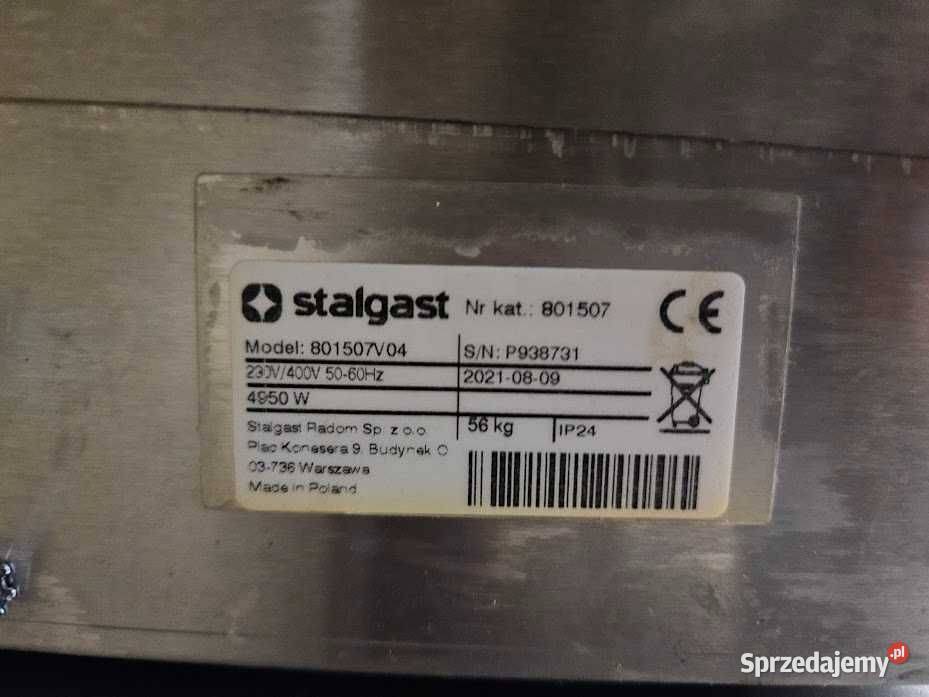 stalgast Nr kat.: 801507 CE
Model: 801507V04 S/N: P938731
230V/400V 50-60Hz 2021-08-09
4950 W
56 kg IP24
Stalgast Radom Sp. z o.o.
Plac Konesera 9, Budynek O
03-736 Warszawa
Made in Poland
Sprzedajemy.pl